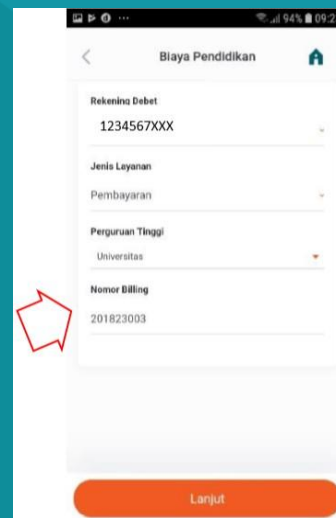 94% 09:2
Biaya Pendidikan
Rekening Debet
1234567XXX
Jenis Layanan
Pembayaran
Perguruan Tinggi
Universitas
Nomor Billing
201823003
Lanjut